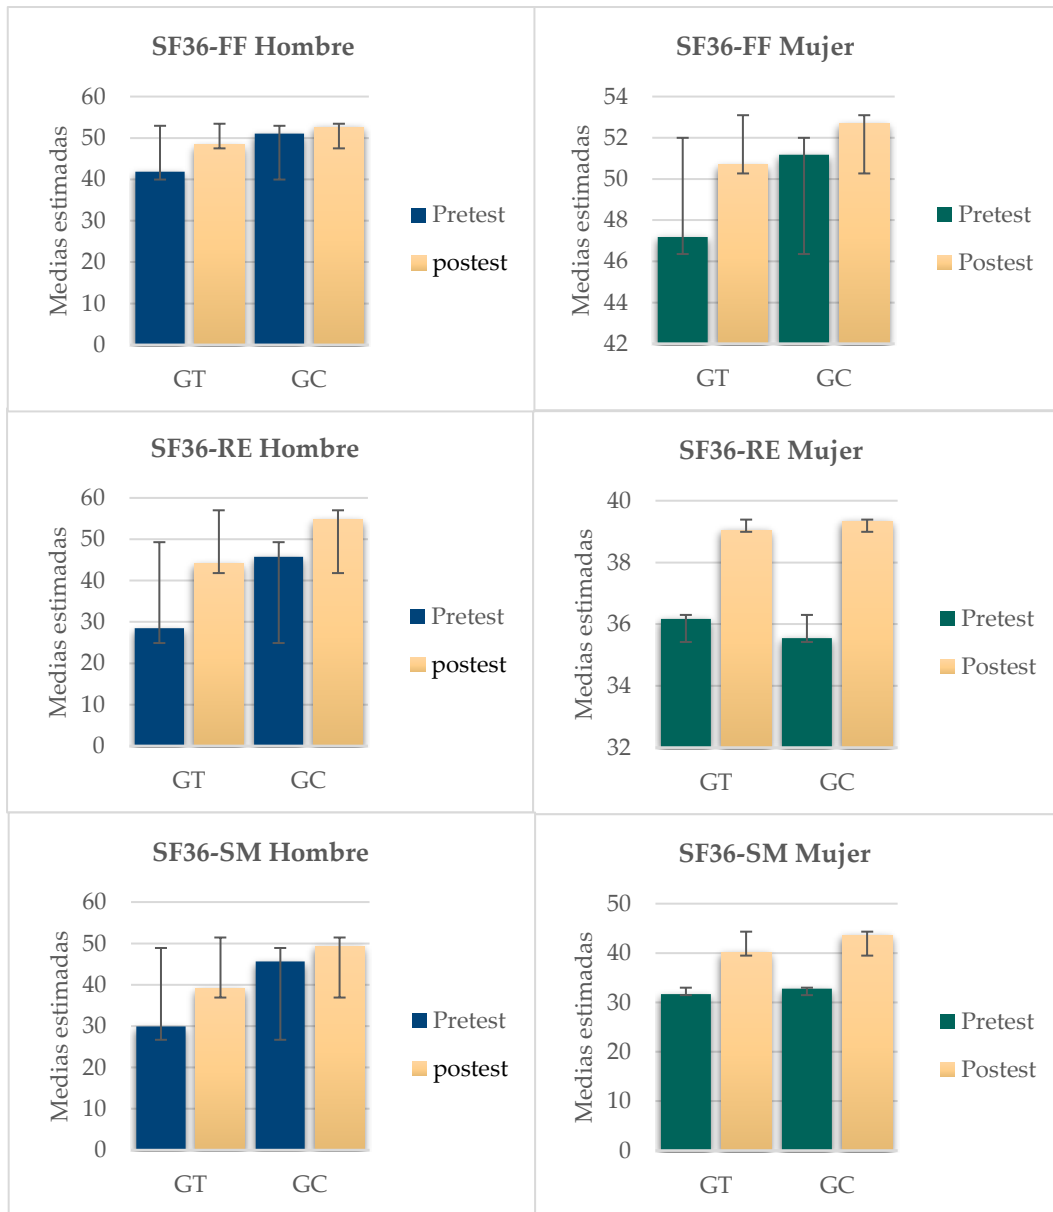 SF36-FF Hombre
Medias estimadas
60
50
40
30
20
10
0
GT GC
Pretest
postest
SF36-FF Mujer
Medias estimadas
54
52
50
48
46
44
42
GT GC
Pretest
Postest
SF36-RE Hombre
Medias estimadas
60
50
40
30
20
10
0
GT GC
Pretest
postest
SF36-RE Mujer
Medias estimadas
40
38
36
34
32
GT GC
Pretest
Postest
SF36-SM Hombre
Medias estimadas
60
50
40
30
20
10
0
GT GC
Pretest
postest
SF36-SM Mujer
Medias estimadas
50
40
30
20
10
0
GT GC
Pretest
Postest